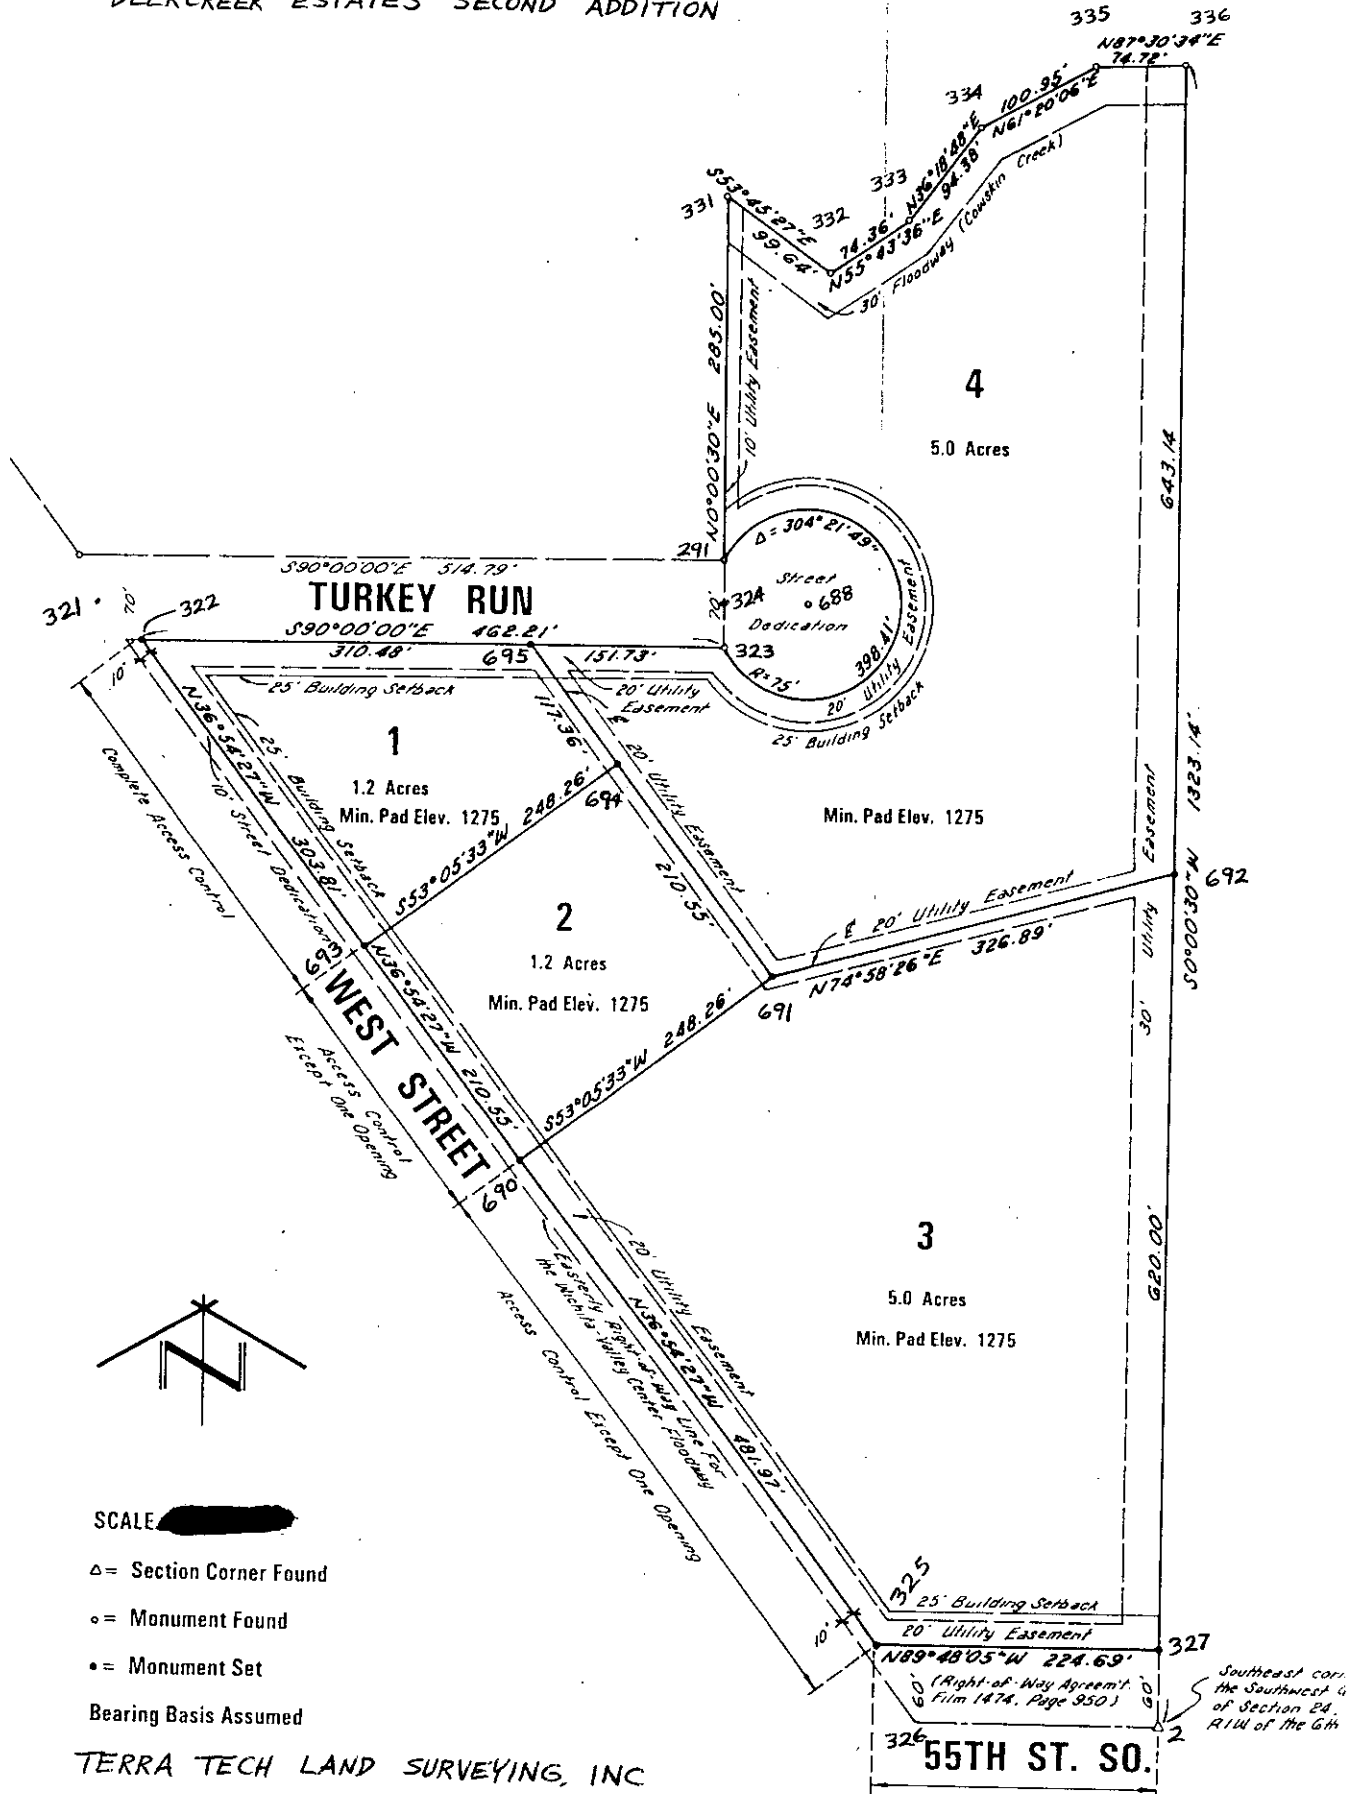 DEERCREEK ESTATES SECOND ADDITION
335
336
N87°30'34"E
74.72'
334
100.95'
N61°20'06"E
N36°18'48"E
94.38'
333
S53°45'27"E
99.64'
331
332
74.36'
N55°43'36"E
30' Floodway (Cowskin Creek)
N0°00'30"E 285.00'
10' Utility Easement
4
5.0 Acres
643.14
291
Δ = 304°21'49"
S90°00'00"E 514.79'
TURKEY RUN
321
70'
322
S90°00'00"E 462.21'
310.48'
695
151.73'
70'
324
Street
688
Dedication
323
R=75'
398.41'
20' Utility Easement
25' Building Setback
10'
25' Building Setback
20' Utility
Easement
117.36'
₵
20' Utility Easement
1
1.2 Acres
Min. Pad Elev. 1275
N36°54'27"W
303.81'
25' Building Setback
10' Street Dedication
Complete Access Control
S53°05'33"W 248.26'
694
210.55'
Min. Pad Elev. 1275
Easement
S0°00'30"W 1323.14'
692
₵ 20' Utility Easement
N74°58'26"E 326.89'
2
1.2 Acres
Min. Pad Elev. 1275
693
N36°54'27"W 210.55'
691
S53°05'33"W 248.26'
30' Utility
WEST STREET
Access Control
Except One Opening
690
3
5.0 Acres
Min. Pad Elev. 1275
620.00'
20' Utility Easement
Easterly Right-of-Way Line For
the Wichita-Valley Center Floodway
N36°54'27"W 481.97'
Access Control Except One Opening
SCALE
Δ= Section Corner Found
o= Monument Found
•= Monument Set
Bearing Basis Assumed
325
25' Building Setback
20' Utility Easement
10'
327
N89°48'05"W 224.69'
(Right-of-Way Agreem't.
Film 1474, Page 950)
60'
60'
Southeast cor
the Southwest
of Section 24,
R1W of the 6th
2
326
55TH ST. SO.
TERRA TECH LAND SURVEYING, INC